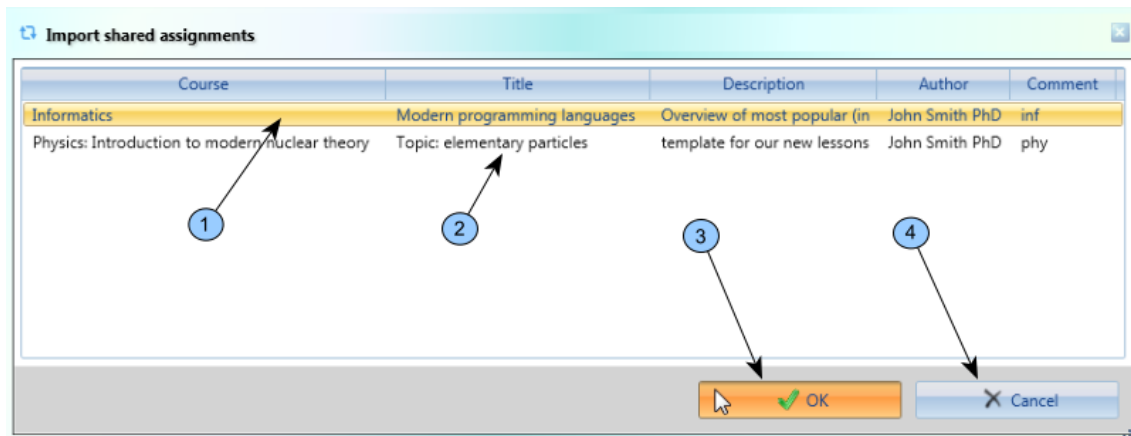 Import shared assignments
Course Title Description Author Comment
Informatics Modern programming languages Overview of most popular (in John Smith PhD inf
Physics: Introduction to modern nuclear theory Topic: elementary particles template for our new lessons John Smith PhD phy
1 2 3 4
OK Cancel